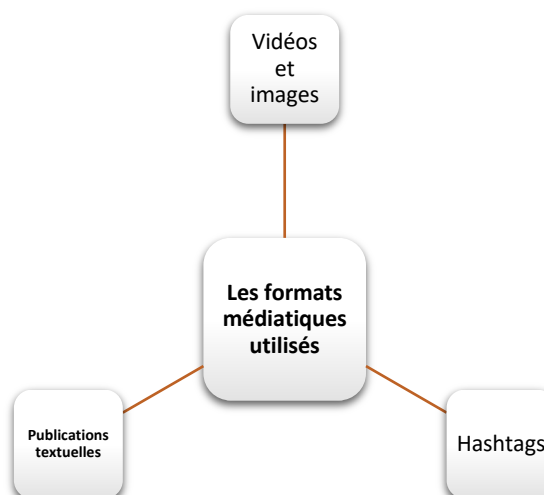 Vidéos
et
images
Les formats
médiatiques
utilisés
Publications
textuelles
Hashtags